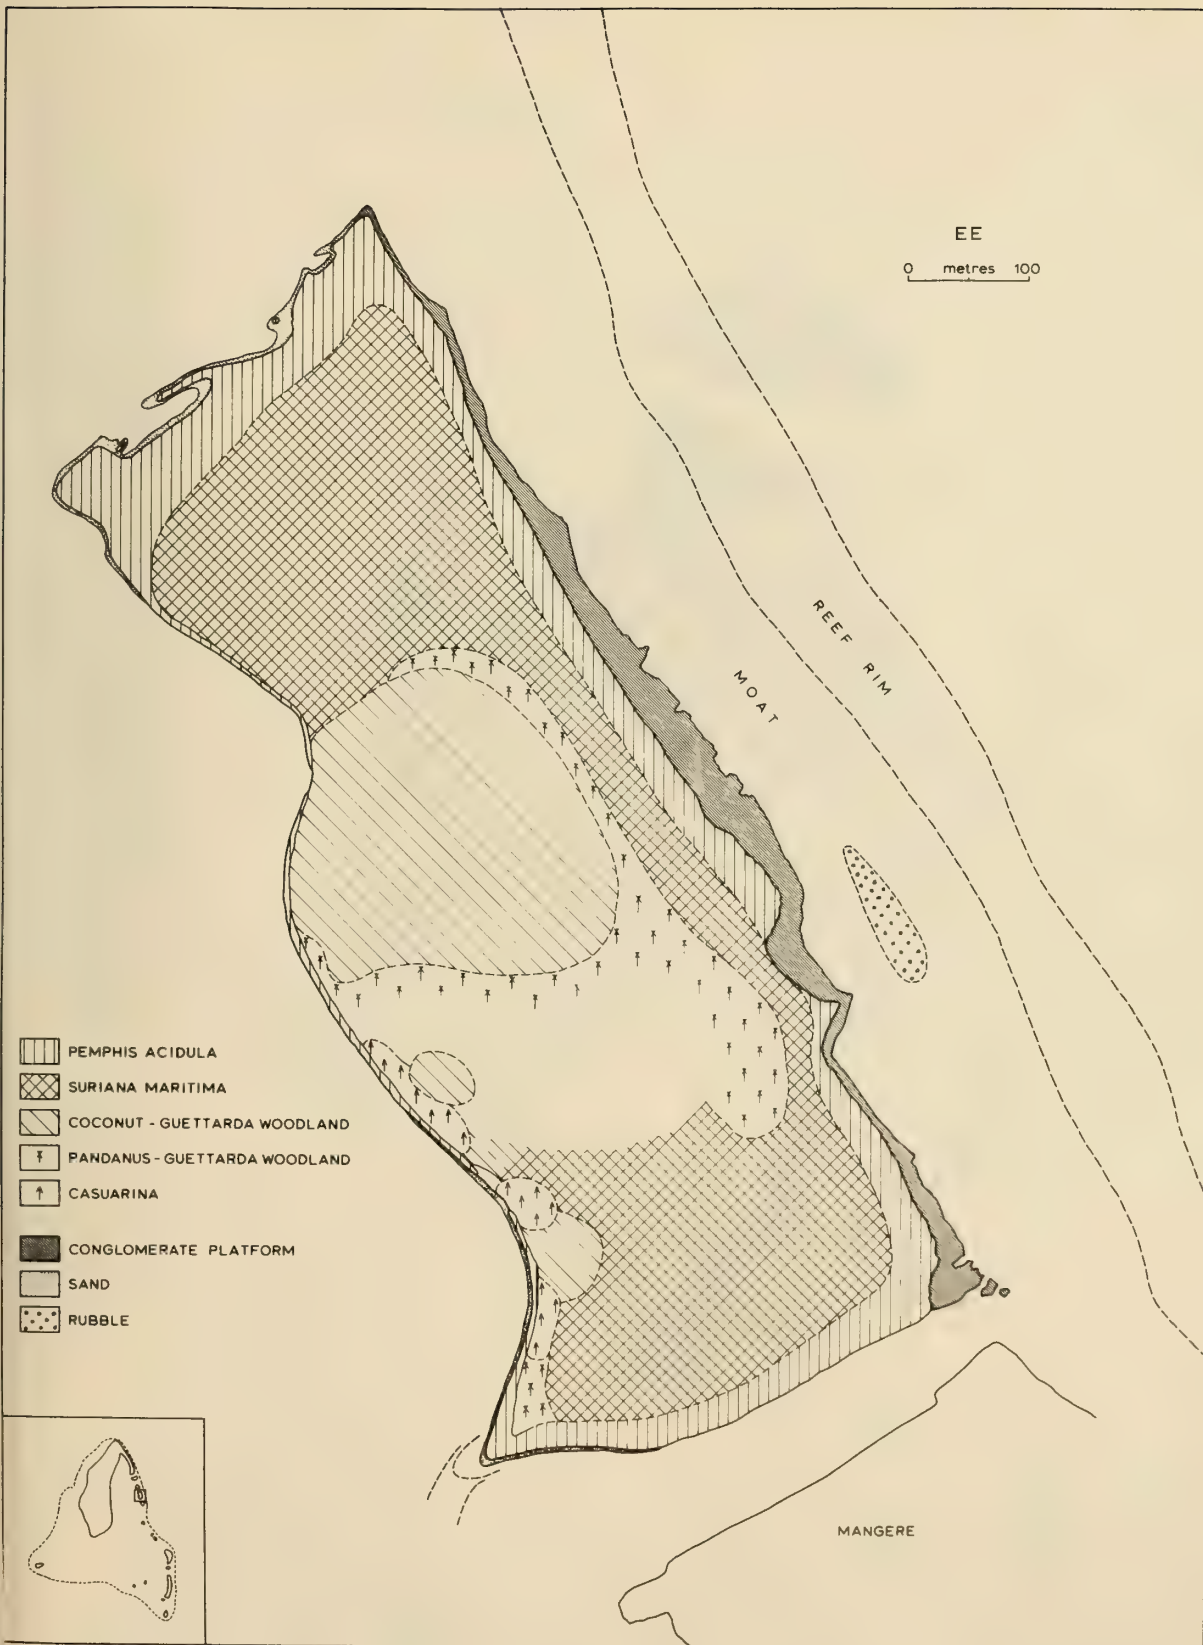 EE
0 metres 100
REEF RIM
MOAT
PEMPHIS ACIDULA
SURIANA MARITIMA
COCONUT - GUETTARDA WOODLAND
PANDANUS - GUETTARDA WOODLAND
CASUARINA
CONGLOMERATE PLATFORM
SAND
RUBBLE
MANGERE